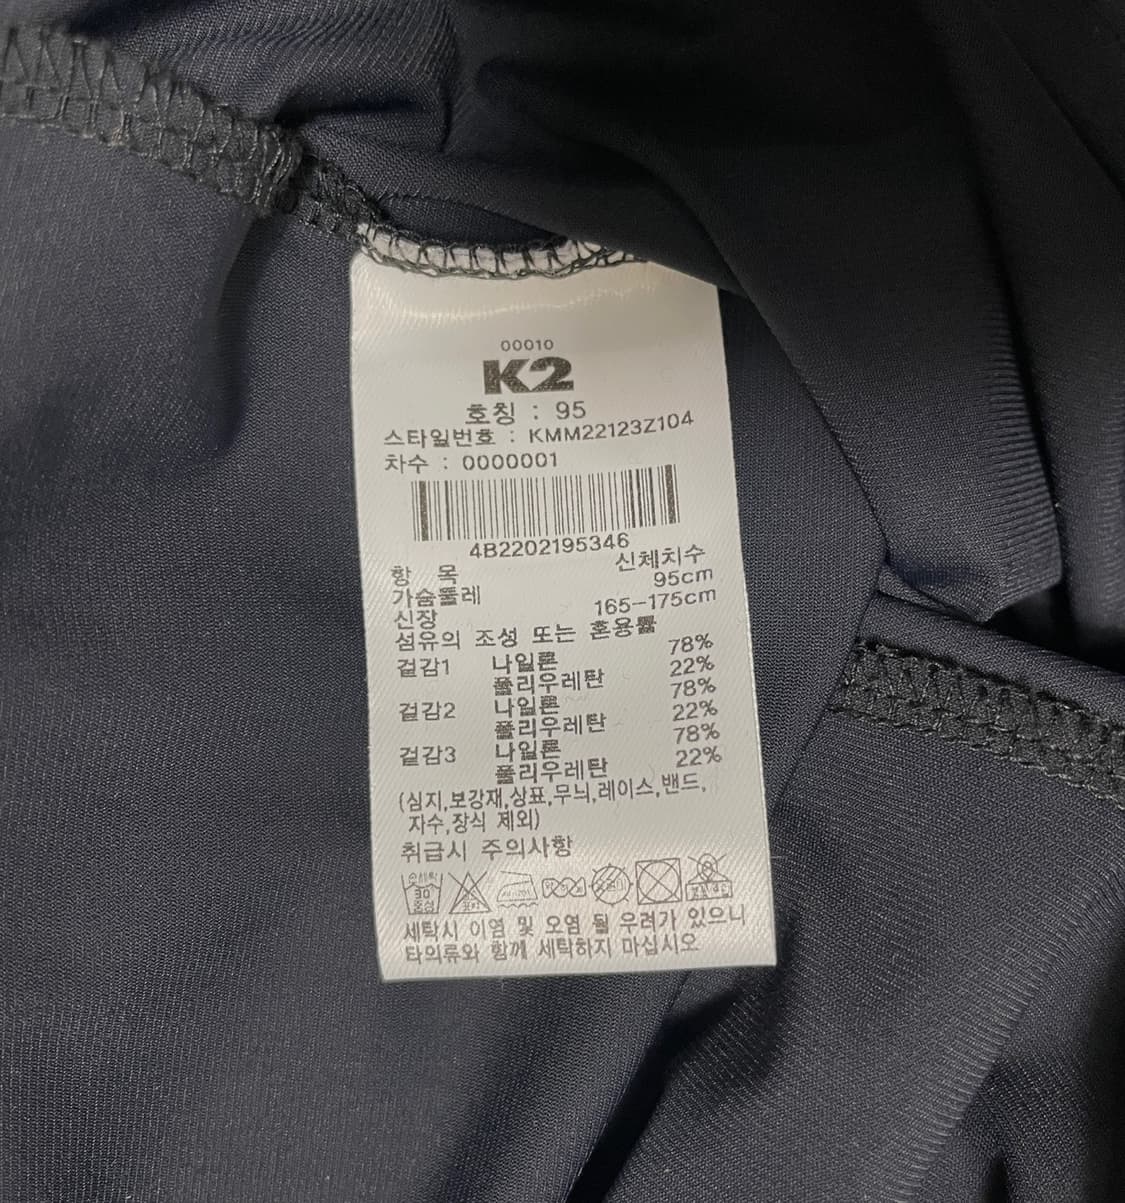 00010
K2
호칭 : 95
스타일번호 : KMM22123Z104
차수 : 0000001
4B2202195346
항 목 신체치수
가슴둘레 95cm
신장 165-175cm
섬유의 조성 또는 혼용률
겉감1 나일론 78%
폴리우레탄 22%
겉감2 나일론 78%
폴리우레탄 22%
겉감3 나일론 78%
폴리우레탄 22%
(심지,보강재,상표,무늬,레이스,밴드,
자수,장식 제외)
취급시 주의사항
손세탁 30° 중성
세탁시 이염 및 오염 될 우려가 있으니
타의류와 함께 세탁하지 마십시오